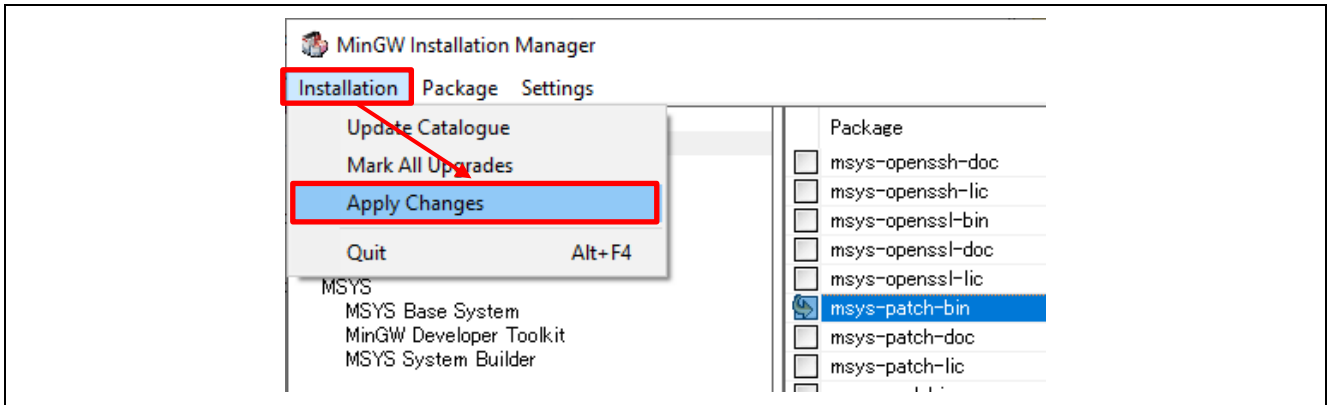 MinGW Installation Manager
Installation Package Settings
Update Catalogue
Mark All Upgrades
Apply Changes
Quit Alt+F4
MSYS
MSYS Base System
MinGW Developer Toolkit
MSYS System Builder
Package
msys-openssh-doc
msys-openssh-lic
msys-openssl-bin
msys-openssl-doc
msys-openssl-lic
msys-patch-bin
msys-patch-doc
msys-patch-lic